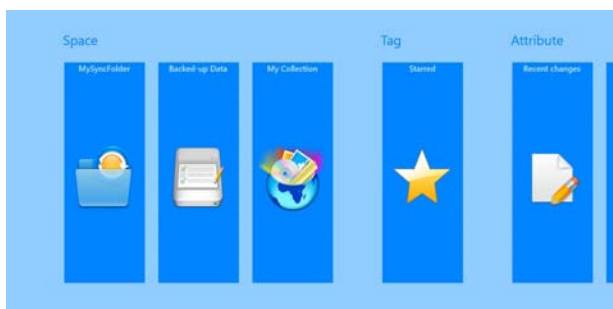 Space
Tag
Attribute
MySyncFolder
Backed-up Data
My Collection
Starred
Recent changes